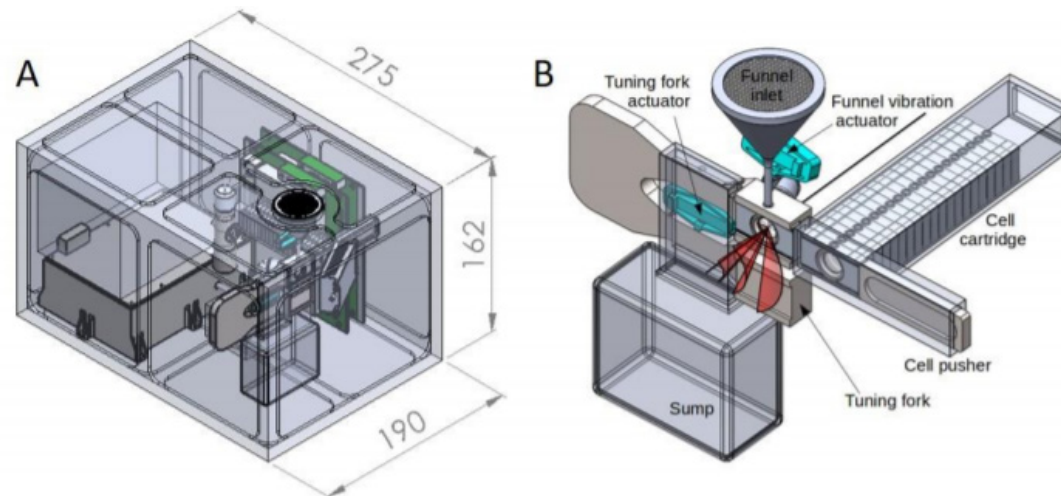 A
275
162
190
B
Funnel
inlet
Tuning fork
actuator
Funnel vibration
actuator
Cell
cartridge
Cell pusher
Tuning fork
Sump